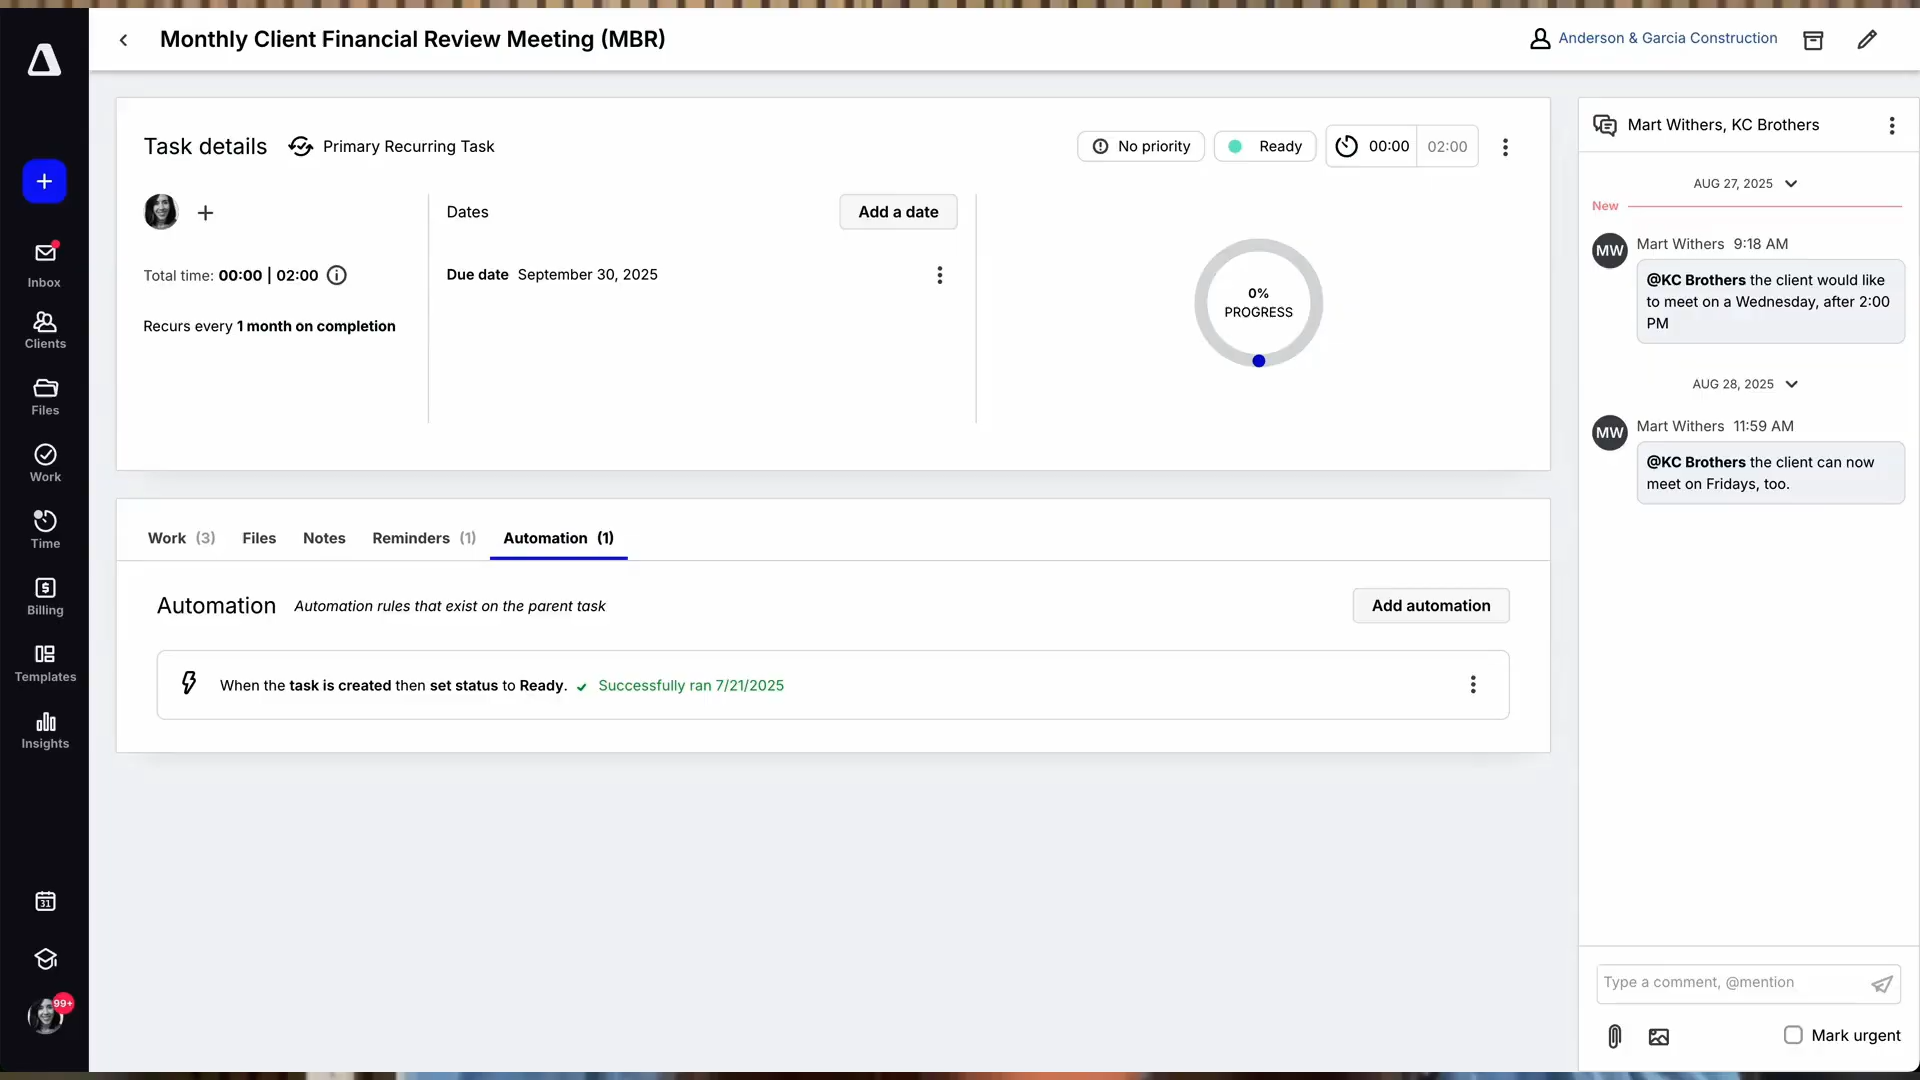 Monthly Client Financial Review Meeting (MBR)
Anderson & Garcia Construction
Inbox
Clients
Files
Work
Time
Billing
Templates
Insights
31
99+
Task details
Primary Recurring Task
No priority
Ready
00:00
02:00
Total time: 00:00 | 02:00
Recurs every 1 month on completion
Dates
Add a date
Due date September 30, 2025
0%
PROGRESS
Work (3)
Files
Notes
Reminders (1)
Automation (1)
Automation
Automation rules that exist on the parent task
Add automation
When the task is created then set status to Ready.
Successfully ran 7/21/2025
Mart Withers, KC Brothers
AUG 27, 2025
New
MW
Mart Withers 9:18 AM
@KC Brothers the client would like
to meet on a Wednesday, after 2:00
PM
AUG 28, 2025
MW
Mart Withers 11:59 AM
@KC Brothers the client can now
meet on Fridays, too.
Type a comment, @mention
Mark urgent